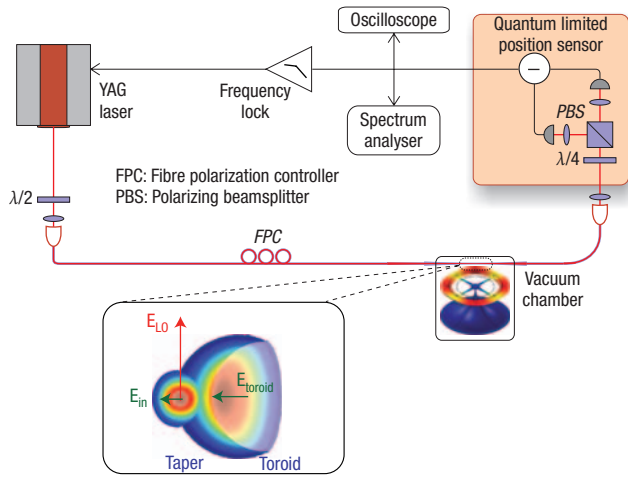 Oscilloscope
Quantum limited
position sensor
−
YAG
laser
Frequency
lock
Spectrum
analyser
PBS
λ/4
FPC: Fibre polarization controller
PBS: Polarizing beamsplitter
λ/2
FPC
Vacuum
chamber
E_LO
E_in
E_toroid
Taper
Toroid